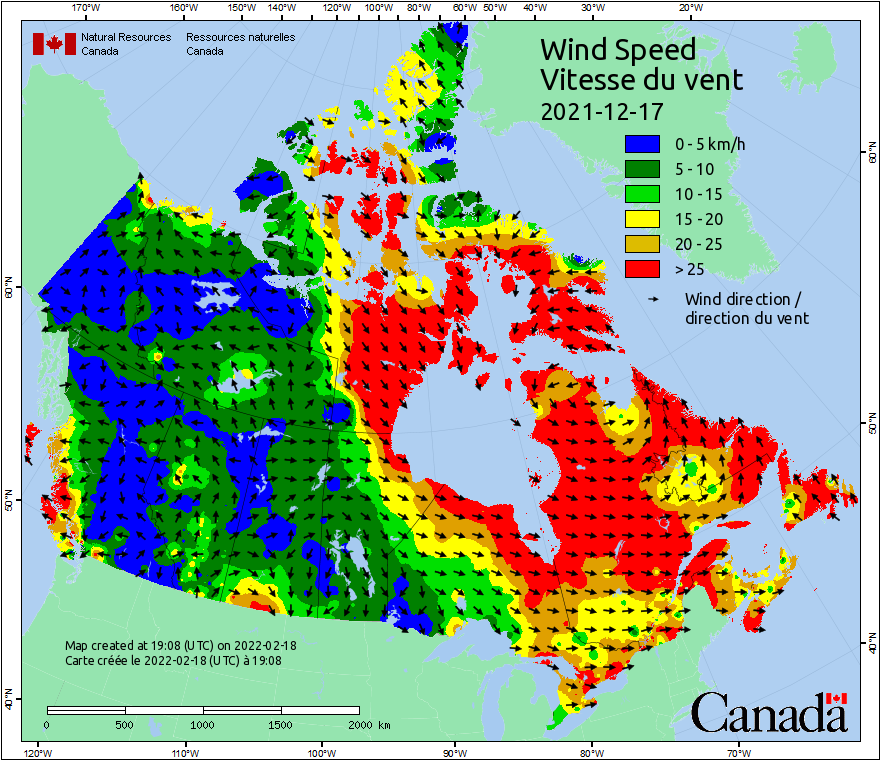 170°W 160°W 150°W 140°W 130°W 120°W 110°W 100°W 80°W 60°W 50°W 40°W 30°W 20°W
Natural Resources Canada
Ressources naturelles Canada
Wind Speed
Vitesse du vent
2021-12-17
0 - 5 km/h
5 - 10
10 - 15
15 - 20
20 - 25
> 25
Wind direction /
direction du vent
60°N
50°N
40°N
60°N
50°N
40°N
Map created at 19:08 (UTC) on 2022-02-18
Carte créée le 2022-02-18 (UTC) à 19:08
0 500 1000 1500 2000 km
Canada
120°W 110°W 100°W 90°W 80°W 70°W